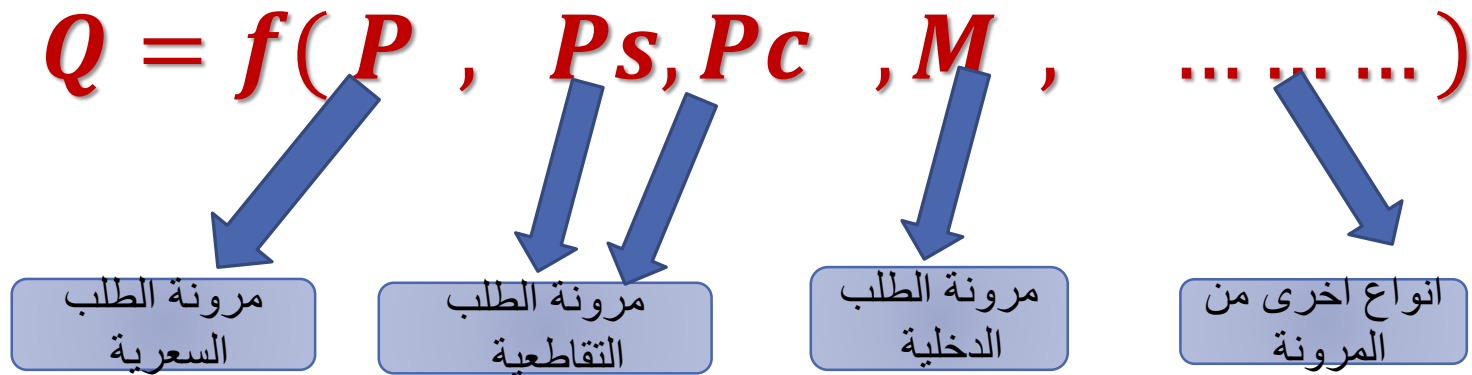 Q = f( P , Ps, Pc , M , … … … )
مرونة الطلب
السعرية
مرونة الطلب
التقاطعية
مرونة الطلب
الدخلية
انواع اخرى من
المرونة